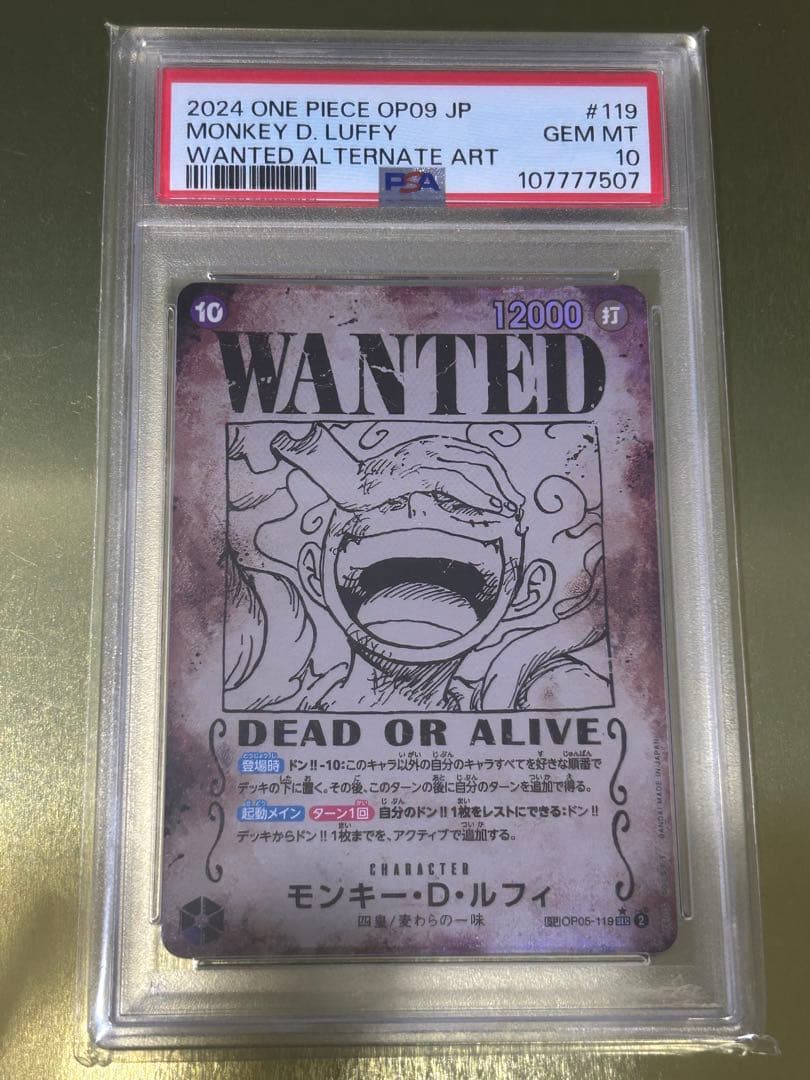 2024 ONE PIECE OP09 JP #119
MONKEY D. LUFFY GEM MT
WANTED ALTERNATE ART 10
PSA 107777507
10 12000 打
WANTED
DEAD OR ALIVE
登場時 ドン!!-10:このキャラ以外の自分のキャラすべてを好きな順番で
デッキの下に置く。その後、このターンの後に自分のターンを追加で得る。
起動メイン ターン1回 自分のドン!!1枚をレストにできる:ドン!!
デッキからドン!!1枚までを、アクティブで追加する。
CHARACTER
モンキー・D・ルフィ
四皇/麦わらの一味
SP OP05-119 SEC 2
BANDAI MADE IN JAPAN